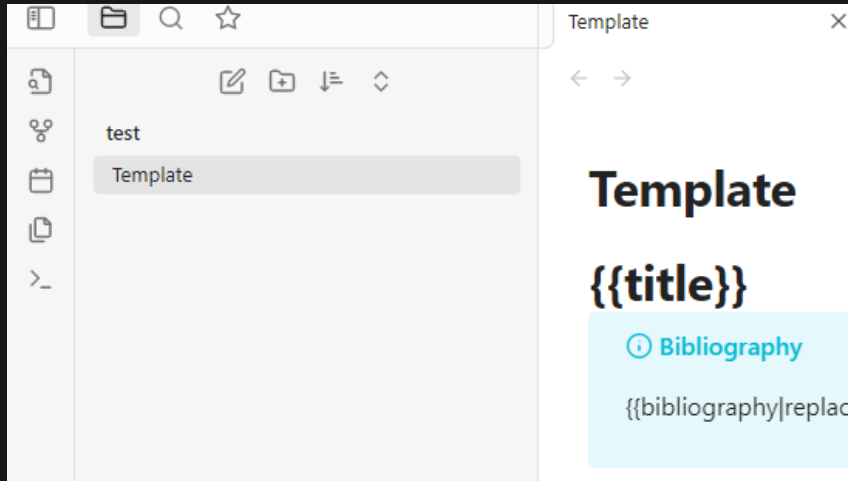 Template
test
Template
Template
{{title}}
Bibliography
{{bibliography|replac